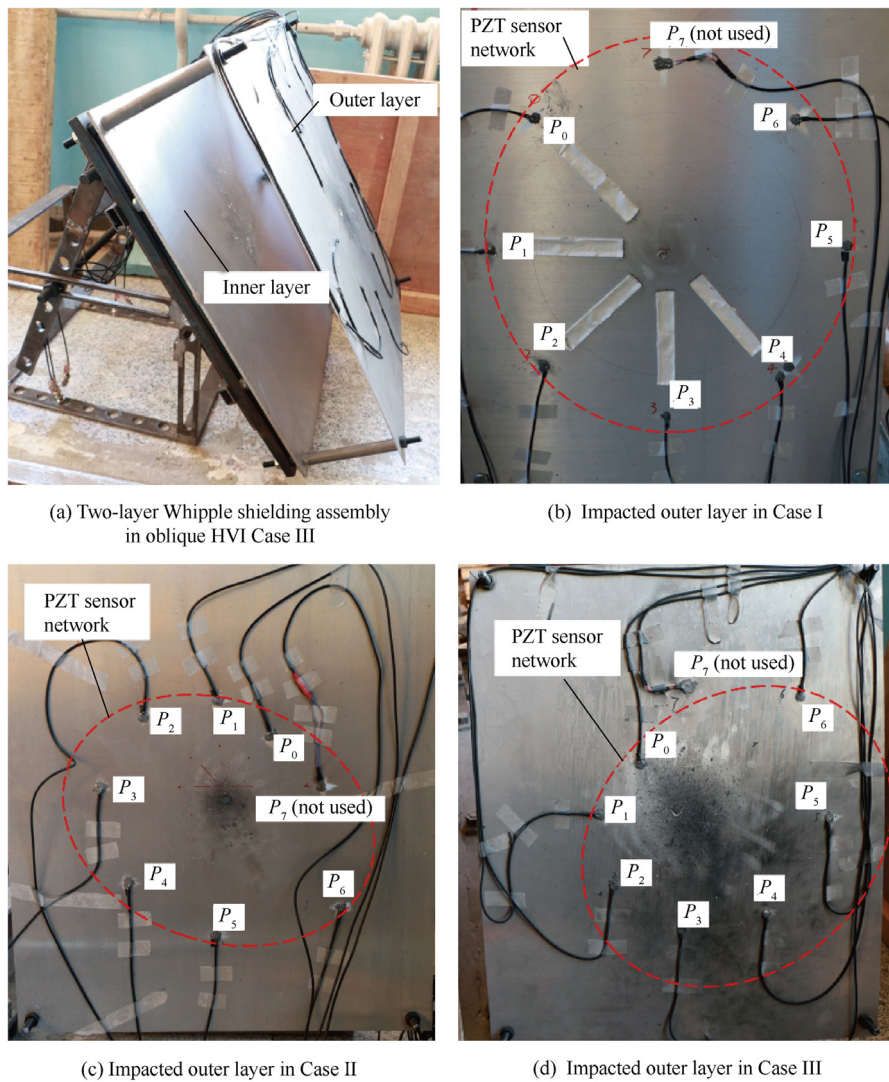 Outer layer
Inner layer
(a) Two-layer Whipple shielding assembly
in oblique HVI Case III
PZT sensor
network
P7 (not used)
P0
P6
P1
P5
P2
P4
4
P3
3
(b) Impacted outer layer in Case I
PZT sensor
network
P2
P1
P0
P3
P7 (not used)
P4
P6
P5
(c) Impacted outer layer in Case II
PZT sensor
network
P7 (not used)
7
P6
P0
P1
P5
P2
P4
P3
(d) Impacted outer layer in Case III